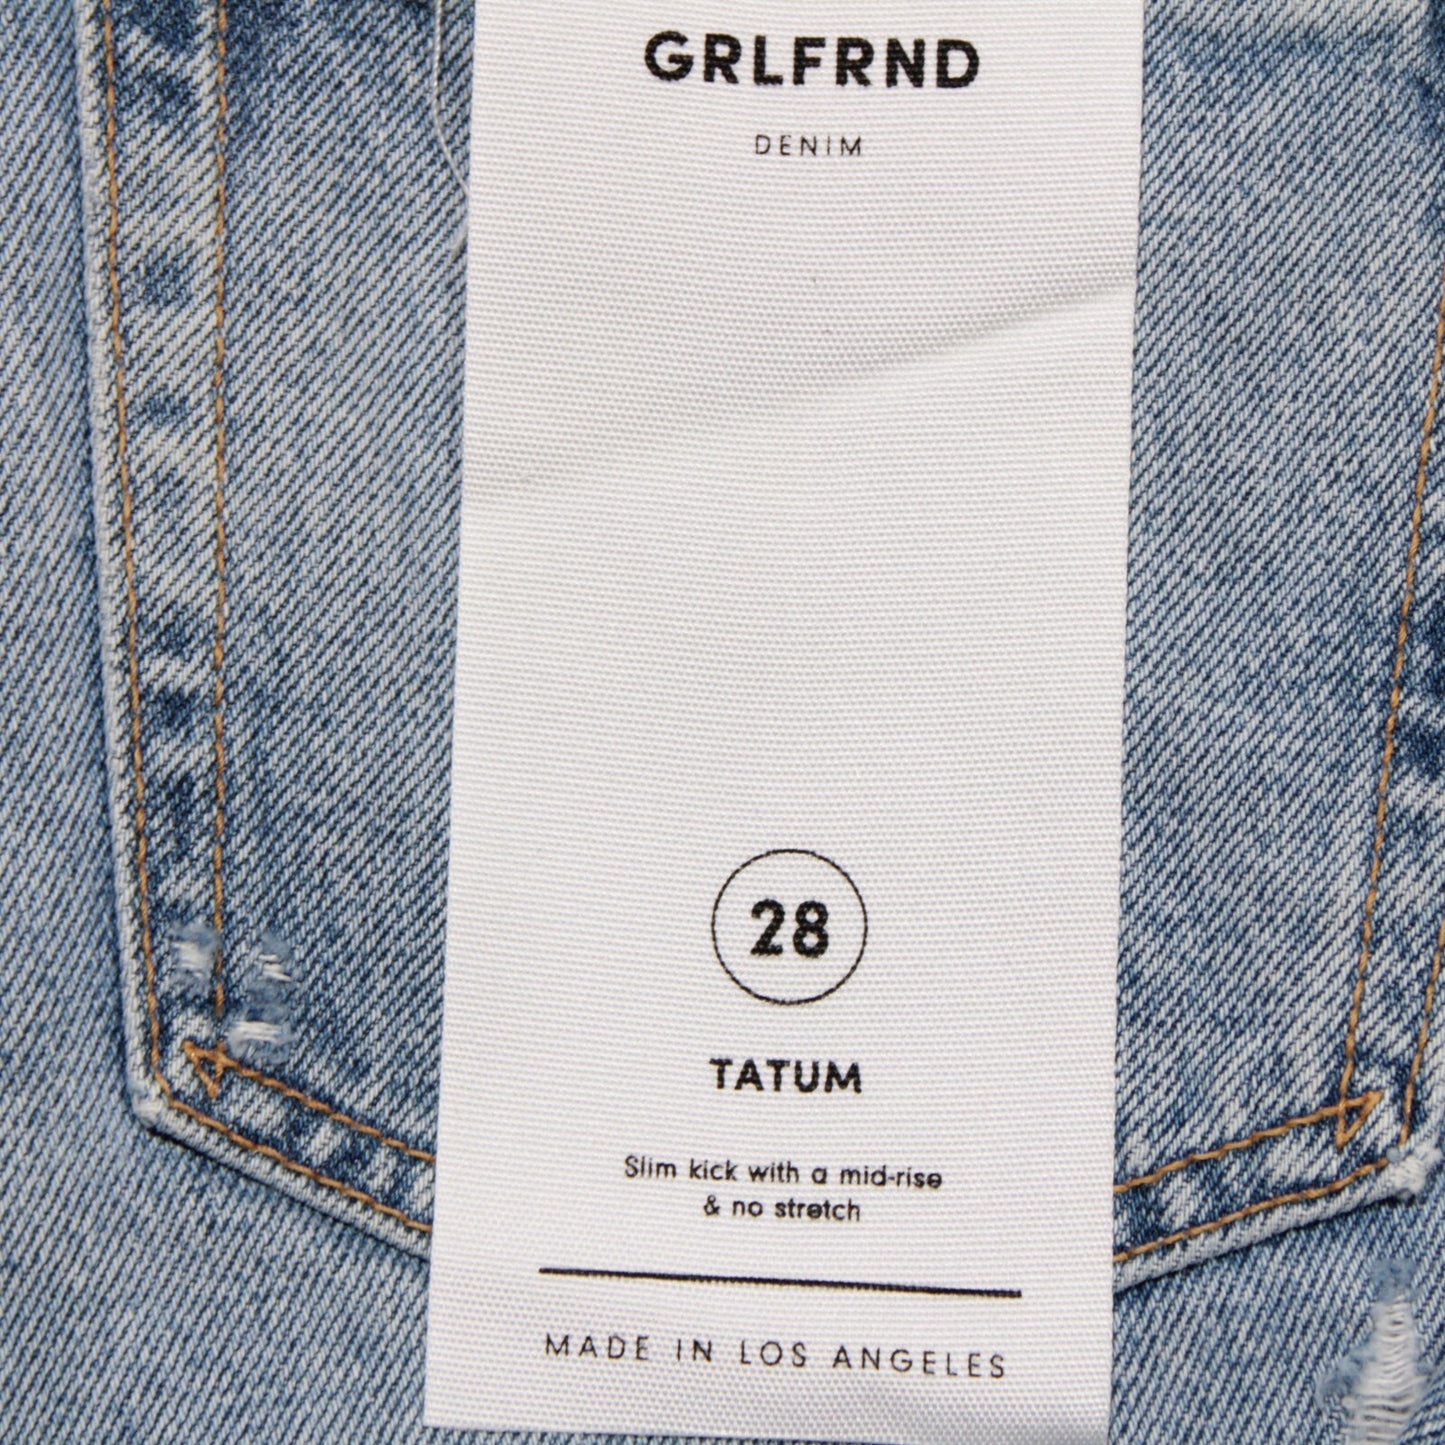 GRLFRND
DENIM
28
TATUM
Slim kick with a mid-rise
& no stretch
MADE IN LOS ANGELES